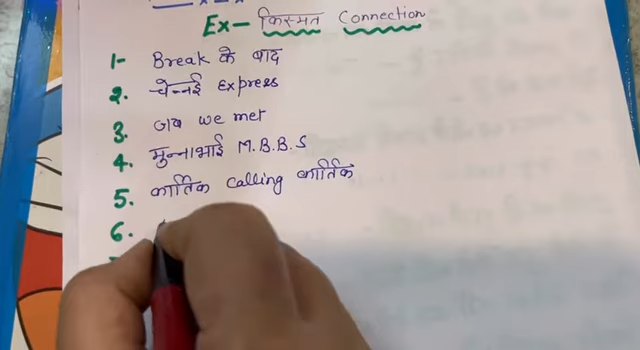 Ex- किस्मत Connection
1- Break के बाद
2. चेन्नई Express
3. जब we met
4. मुन्नाभाई M.B.B.S
5. कार्तिक calling कार्तिक
6.